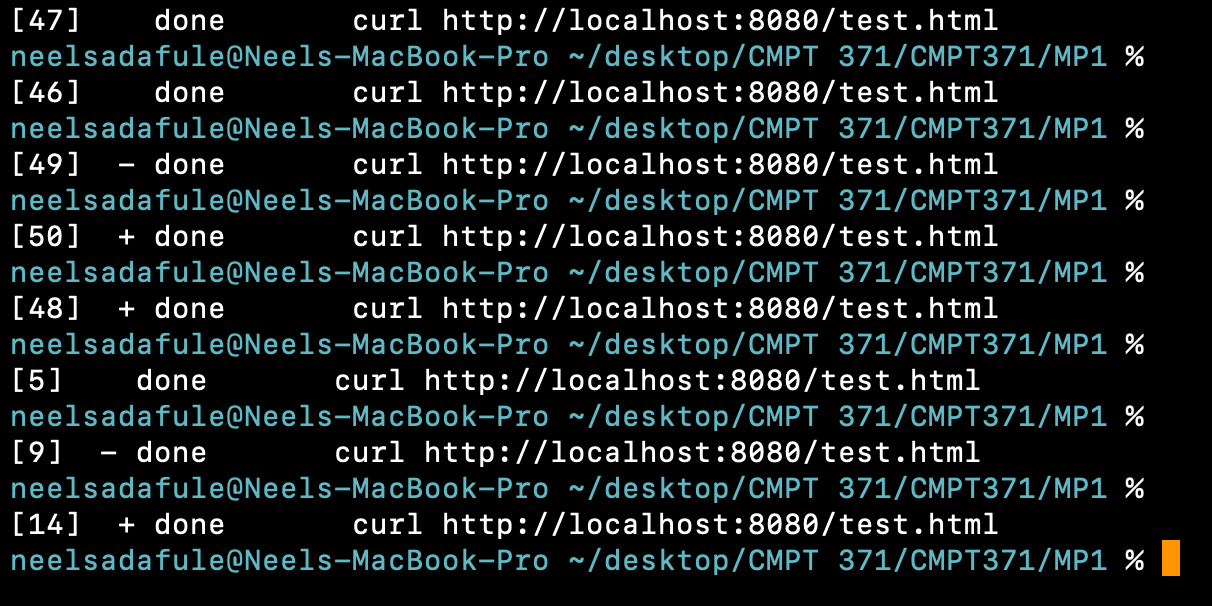 [47]    done       curl http://localhost:8080/test.html
neelsadafule@Neels-MacBook-Pro ~/desktop/CMPT 371/CMPT371/MP1 %
[46]    done       curl http://localhost:8080/test.html
neelsadafule@Neels-MacBook-Pro ~/desktop/CMPT 371/CMPT371/MP1 %
[49]  - done       curl http://localhost:8080/test.html
neelsadafule@Neels-MacBook-Pro ~/desktop/CMPT 371/CMPT371/MP1 %
[50]  + done       curl http://localhost:8080/test.html
neelsadafule@Neels-MacBook-Pro ~/desktop/CMPT 371/CMPT371/MP1 %
[48]  + done       curl http://localhost:8080/test.html
neelsadafule@Neels-MacBook-Pro ~/desktop/CMPT 371/CMPT371/MP1 %
[5]    done       curl http://localhost:8080/test.html
neelsadafule@Neels-MacBook-Pro ~/desktop/CMPT 371/CMPT371/MP1 %
[9]  - done       curl http://localhost:8080/test.html
neelsadafule@Neels-MacBook-Pro ~/desktop/CMPT 371/CMPT371/MP1 %
[14]  + done       curl http://localhost:8080/test.html
neelsadafule@Neels-MacBook-Pro ~/desktop/CMPT 371/CMPT371/MP1 %